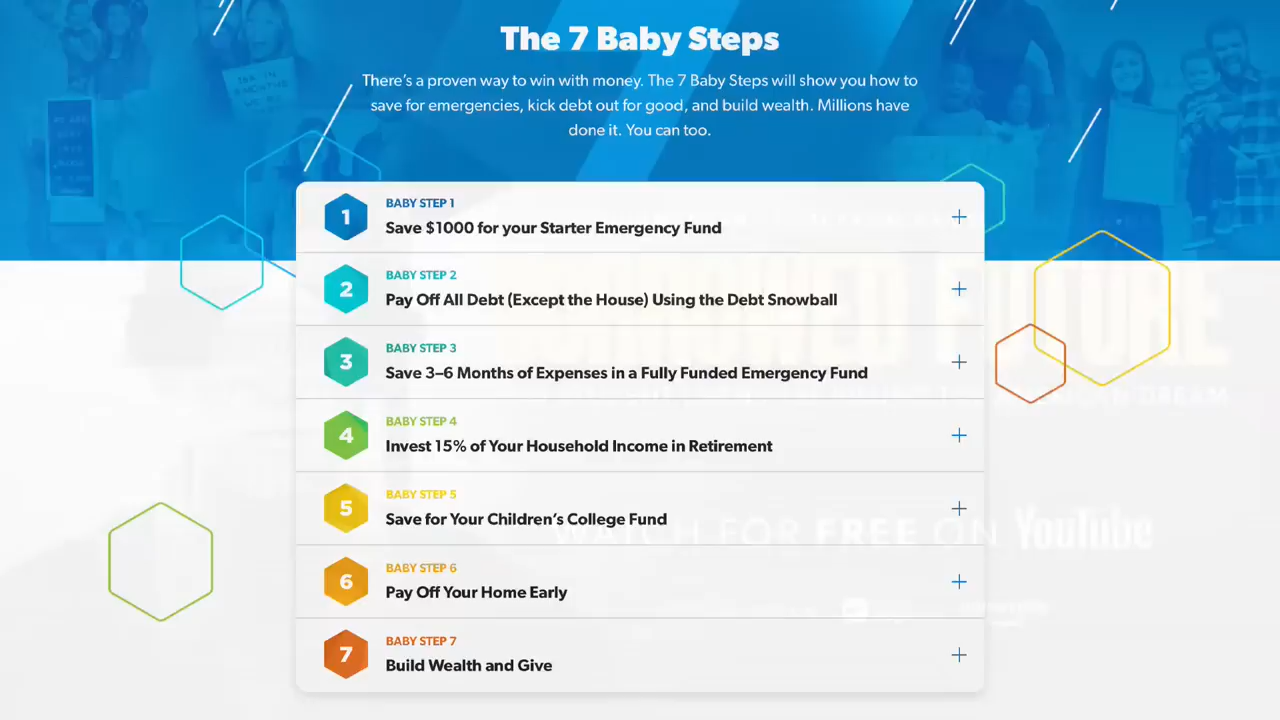 The 7 Baby Steps
There's a proven way to win with money. The 7 Baby Steps will show you how to
save for emergencies, kick debt out for good, and build wealth. Millions have
done it. You can too.
1
BABY STEP 1
Save $1000 for your Starter Emergency Fund
2
BABY STEP 2
Pay Off All Debt (Except the House) Using the Debt Snowball
3
BABY STEP 3
Save 3–6 Months of Expenses in a Fully Funded Emergency Fund
4
BABY STEP 4
Invest 15% of Your Household Income in Retirement
5
BABY STEP 5
Save for Your Children's College Fund
WATCH FOR FREE ON YouTube
6
BABY STEP 6
Pay Off Your Home Early
7
BABY STEP 7
Build Wealth and Give